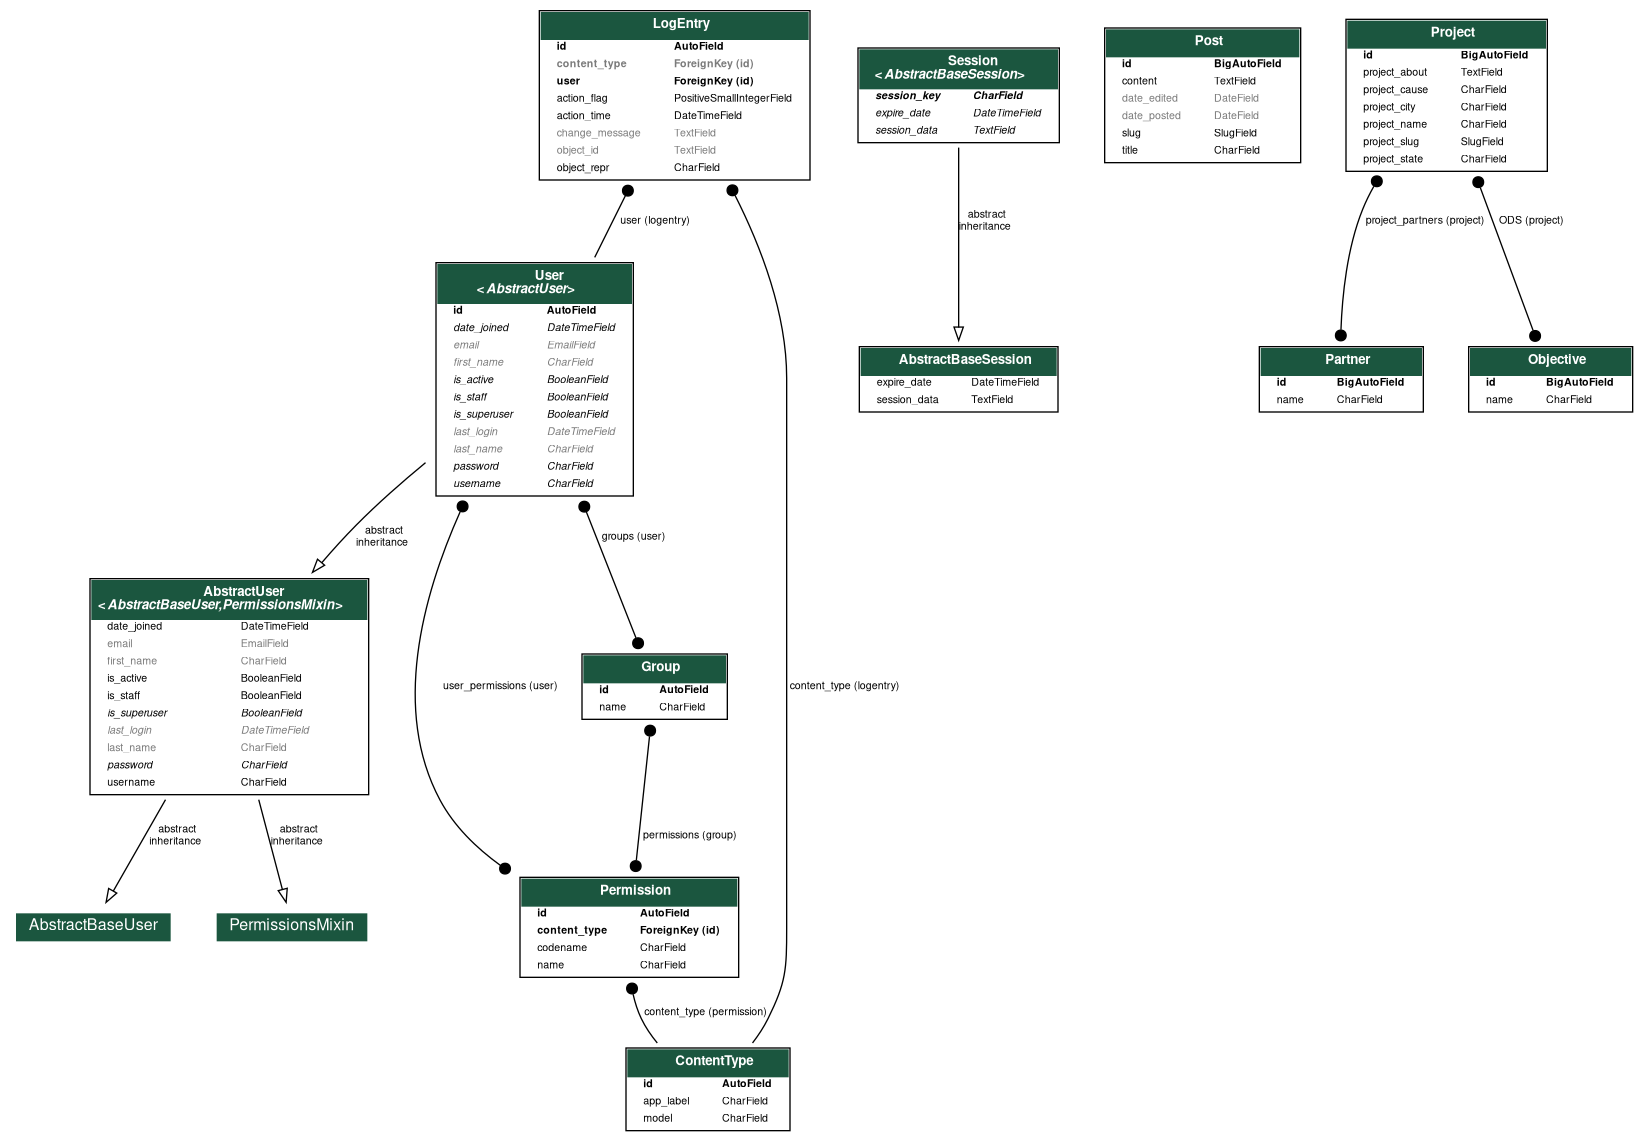 LogEntry
id AutoField
content_type ForeignKey (id)
user ForeignKey (id)
action_flag PositiveSmallIntegerField
action_time DateTimeField
change_message TextField
object_id TextField
object_repr CharField
Session
< AbstractBaseSession>
session_key CharField
expire_date DateTimeField
session_data TextField
Post
id BigAutoField
content TextField
date_edited DateField
date_posted DateField
slug SlugField
title CharField
Project
id BigAutoField
project_about TextField
project_cause CharField
project_city CharField
project_name CharField
project_slug SlugField
project_state CharField
user (logentry)
abstract
inheritance
project_partners (project)
ODS (project)
User
< AbstractUser>
id AutoField
date_joined DateTimeField
email EmailField
first_name CharField
is_active BooleanField
is_staff BooleanField
is_superuser BooleanField
last_login DateTimeField
last_name CharField
password CharField
username CharField
AbstractBaseSession
expire_date DateTimeField
session_data TextField
Partner
id BigAutoField
name CharField
Objective
id BigAutoField
name CharField
abstract
inheritance
groups (user)
AbstractUser
< AbstractBaseUser,PermissionsMixin>
date_joined DateTimeField
email EmailField
first_name CharField
is_active BooleanField
is_staff BooleanField
is_superuser BooleanField
last_login DateTimeField
last_name CharField
password CharField
username CharField
user_permissions (user)
Group
id AutoField
name CharField
content_type (logentry)
abstract
inheritance
abstract
inheritance
permissions (group)
AbstractBaseUser
PermissionsMixin
Permission
id AutoField
content_type ForeignKey (id)
codename CharField
name CharField
content_type (permission)
ContentType
id AutoField
app_label CharField
model CharField